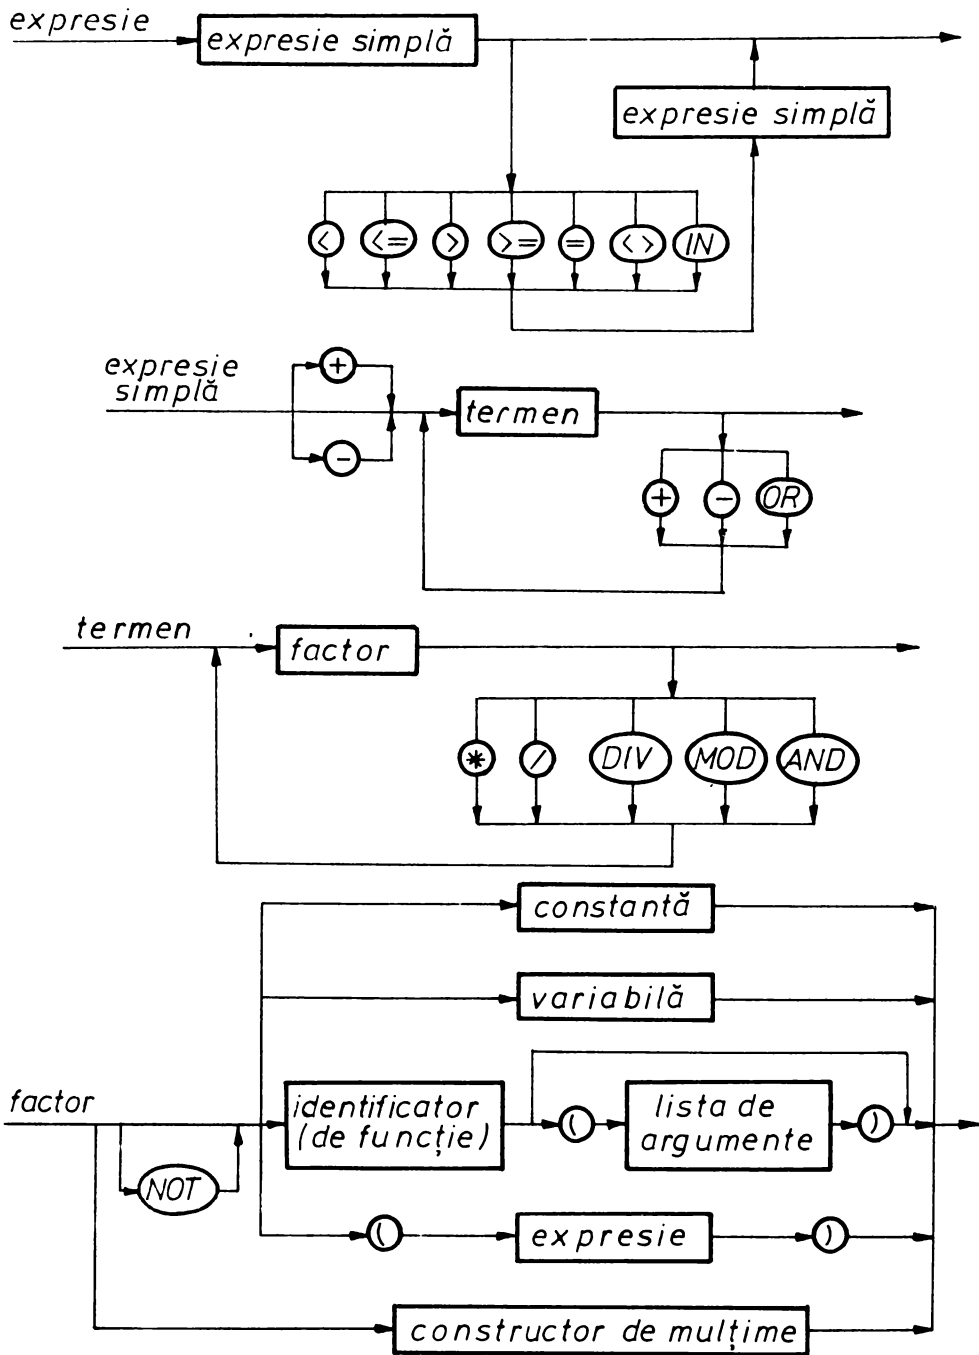 expresie
expresie simplă
expresie simplă
< <= > >= = < > IN
expresie
simplă
+
termen
-
+ - OR
termen
factor
* / DIV MOD AND
constantă
variabilă
factor
identificator
(de funcție)
(
lista de
argumente
)
NOT
( expresie )
constructor de mulțime